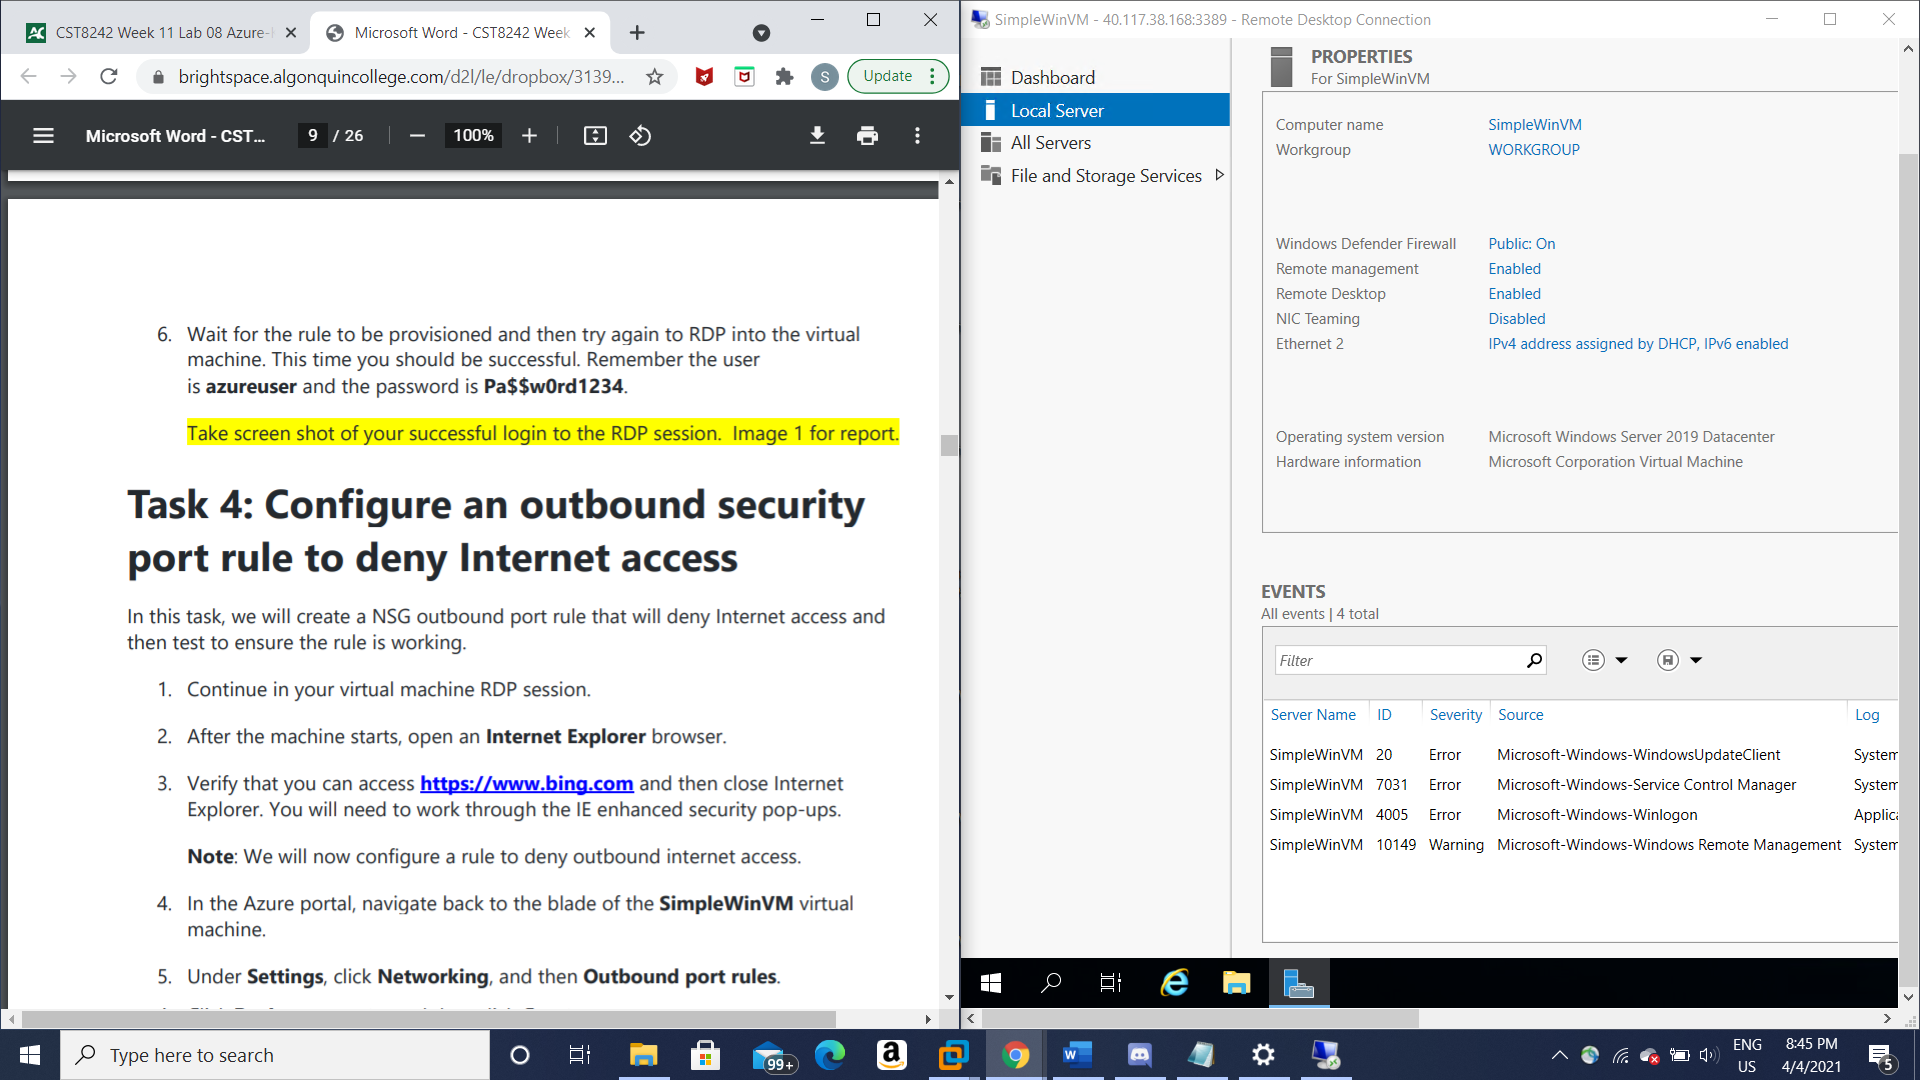 CST8242 Week 11 Lab 08 Azure-
Microsoft Word - CST8242 Week
brightspace.algonquincollege.com/d2l/le/dropbox/3139...
S
Update
Microsoft Word - CST...
9 / 26
100%
6. Wait for the rule to be provisioned and then try again to RDP into the virtual
machine. This time you should be successful. Remember the user
is azureuser and the password is Pa$$w0rd1234.
Take screen shot of your successful login to the RDP session. Image 1 for report.
Task 4: Configure an outbound security
port rule to deny Internet access
In this task, we will create a NSG outbound port rule that will deny Internet access and
then test to ensure the rule is working.
1. Continue in your virtual machine RDP session.
2. After the machine starts, open an Internet Explorer browser.
3. Verify that you can access https://www.bing.com and then close Internet
Explorer. You will need to work through the IE enhanced security pop-ups.
Note: We will now configure a rule to deny outbound internet access.
4. In the Azure portal, navigate back to the blade of the SimpleWinVM virtual
machine.
5. Under Settings, click Networking, and then Outbound port rules.
SimpleWinVM - 40.117.38.168:3389 - Remote Desktop Connection
Dashboard
Local Server
All Servers
File and Storage Services
PROPERTIES
For SimpleWinVM
Computer name SimpleWinVM
Workgroup WORKGROUP
Windows Defender Firewall Public: On
Remote management Enabled
Remote Desktop Enabled
NIC Teaming Disabled
Ethernet 2 IPv4 address assigned by DHCP, IPv6 enabled
Operating system version Microsoft Windows Server 2019 Datacenter
Hardware information Microsoft Corporation Virtual Machine
EVENTS
All events | 4 total
Filter
Server Name ID Severity Source Log
SimpleWinVM 20 Error Microsoft-Windows-WindowsUpdateClient System
SimpleWinVM 7031 Error Microsoft-Windows-Service Control Manager System
SimpleWinVM 4005 Error Microsoft-Windows-Winlogon Applica
SimpleWinVM 10149 Warning Microsoft-Windows-Windows Remote Management System
Type here to search
99+
ENG
US
8:45 PM
4/4/2021
5